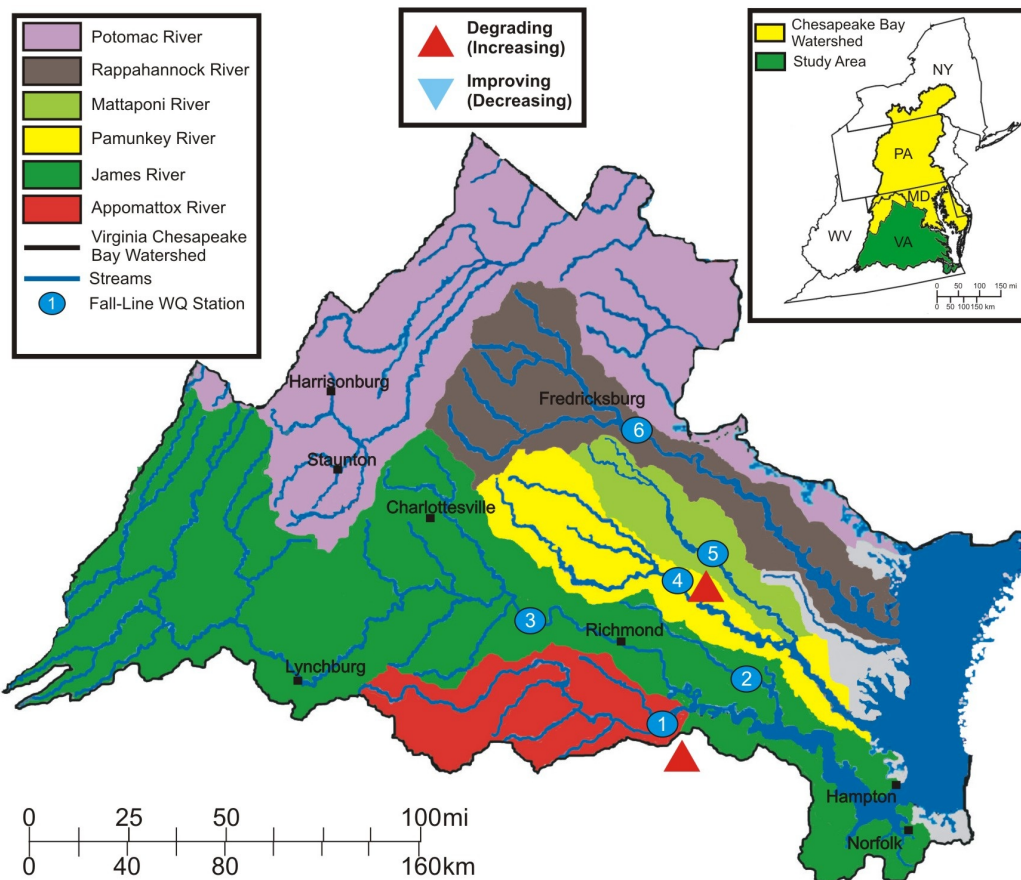 Potomac River
Rappahannock River
Mattaponi River
Pamunkey River
James River
Appomattox River
Virginia Chesapeake
Bay Watershed
Streams
1 Fall-Line WQ Station
Degrading
(Increasing)
Improving
(Decreasing)
Chesapeake Bay
Watershed
Study Area
NY
PA
MD
WV
VA
0 50 100 150 mi
0 50 100 150 km
Harrisonburg
Fredricksburg
6
Staunton
Charlottesville
5
4
3
Richmond
Lynchburg
2
1
Hampton
Norfolk
0 25 50 100mi
0 40 80 160km